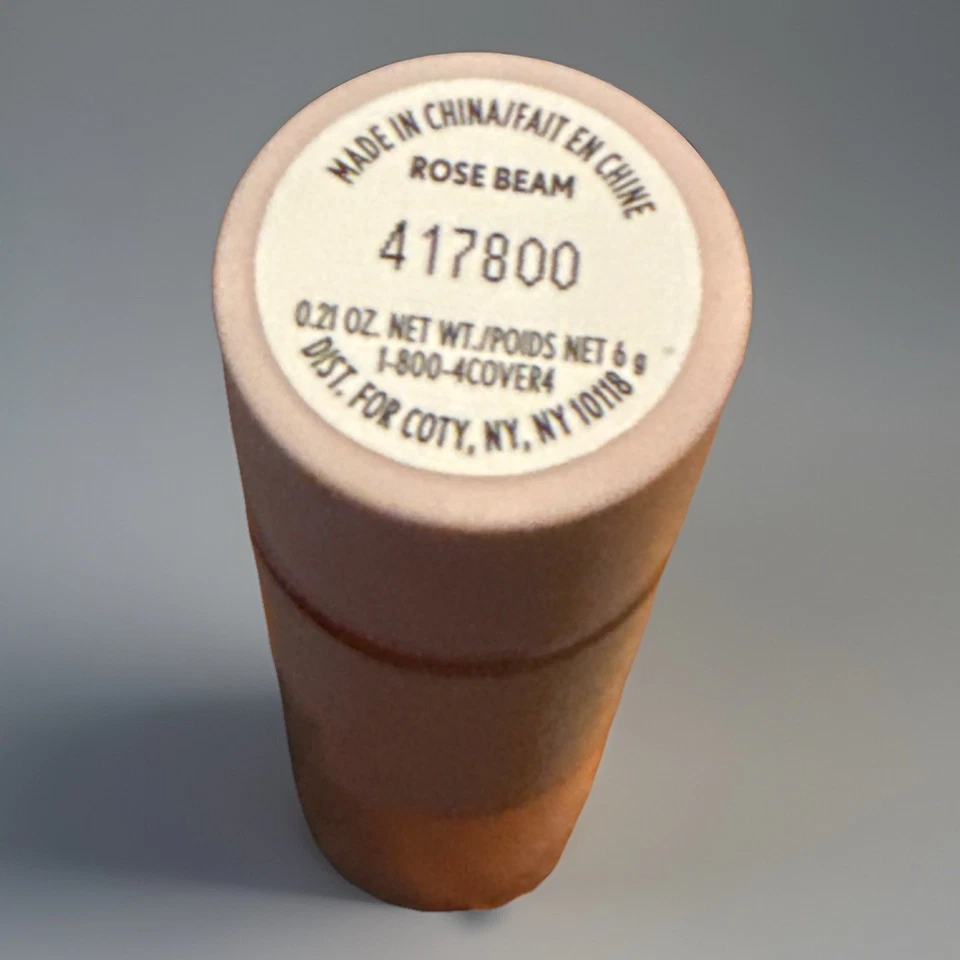 MADE IN CHINA/FAIT EN CHINE
ROSE BEAM
417800
0.21 OZ. NET WT./POIDS NET 6 g
1-800-4COVER4
DIST. FOR COTY, NY, NY 10118